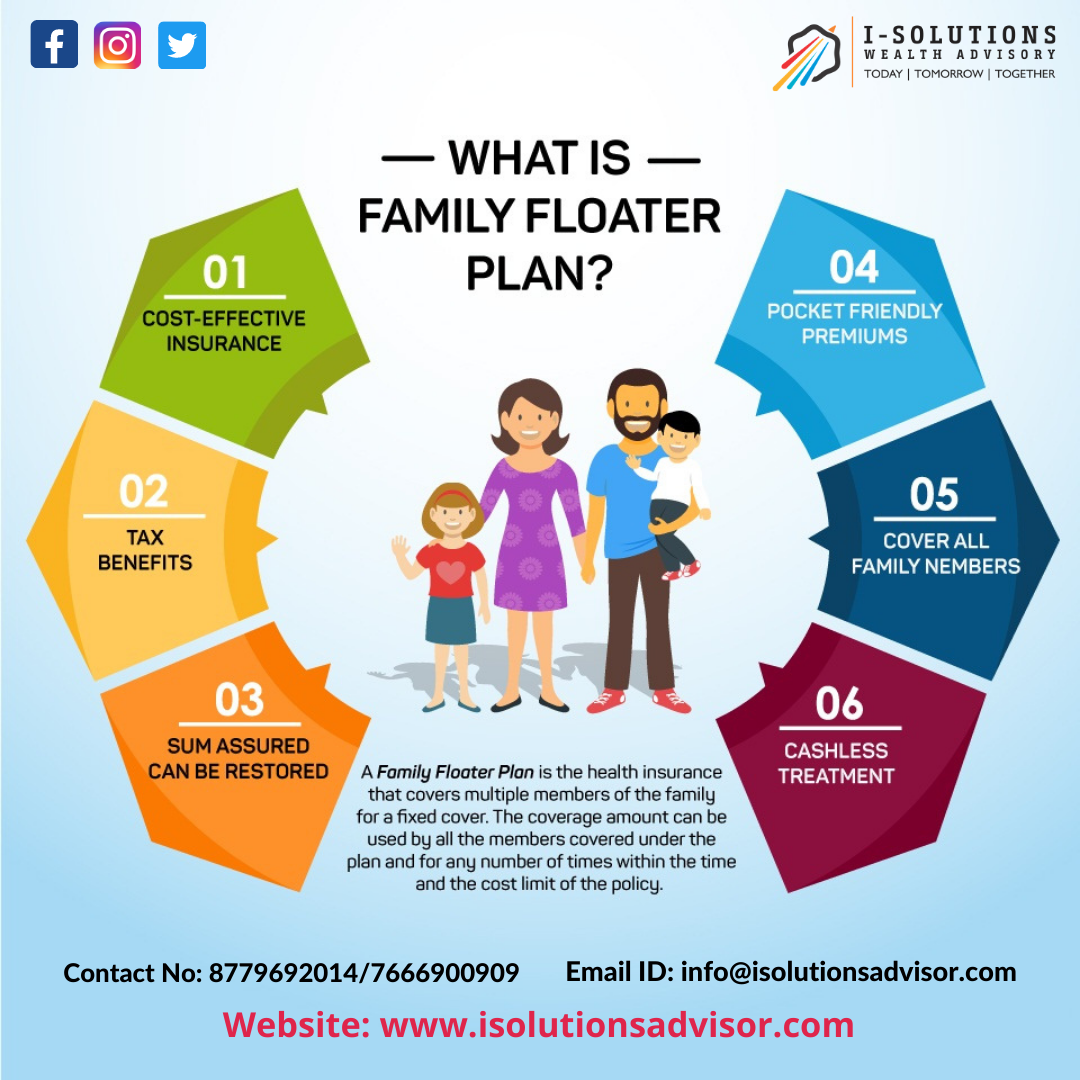 I-SOLUTIONS
WEALTH ADVISORY
TODAY | TOMORROW | TOGETHER
WHAT IS
FAMILY FLOATER
PLAN?
01
COST-EFFECTIVE
INSURANCE
02
TAX
BENEFITS
03
SUM ASSURED
CAN BE RESTORED
04
POCKET FRIENDLY
PREMIUMS
05
COVER ALL
FAMILY NEMBERS
06
CASHLESS
TREATMENT
A Family Floater Plan is the health insurance
that covers multiple members of the family
for a fixed cover. The coverage amount can be
used by all the members covered under the
plan and for any number of times within the time
and the cost limit of the policy.
Contact No: 8779692014/7666900909
Email ID: info@isolutionsadvisor.com
Website: www.isolutionsadvisor.com